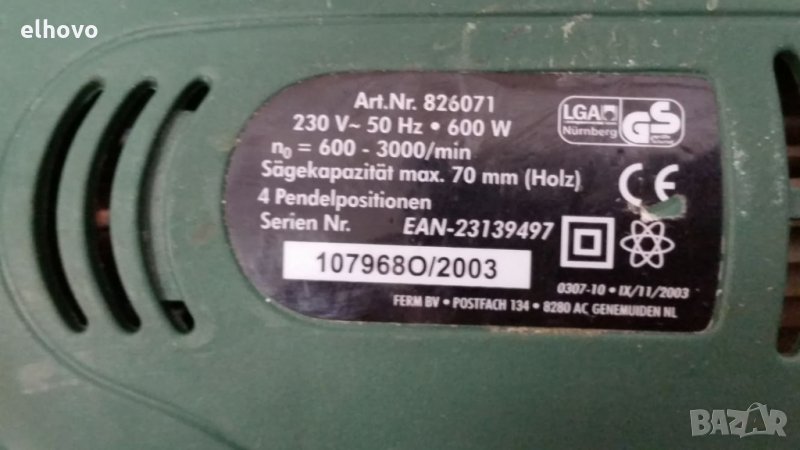 elhovo
Art.Nr. 826071
230 V~ 50 Hz • 600 W
n0 = 600 - 3000/min
Sägekapazität max. 70 mm (Holz)
4 Pendelpositionen
Serien Nr. EAN-23139497
107968O/2003
LGA
Nürnberg
GS
CE
0307-10 • IX/11/2003
FERM BV • POSTFACH 134 • 8280 AC GENEMUIDEN NL
BAZAR